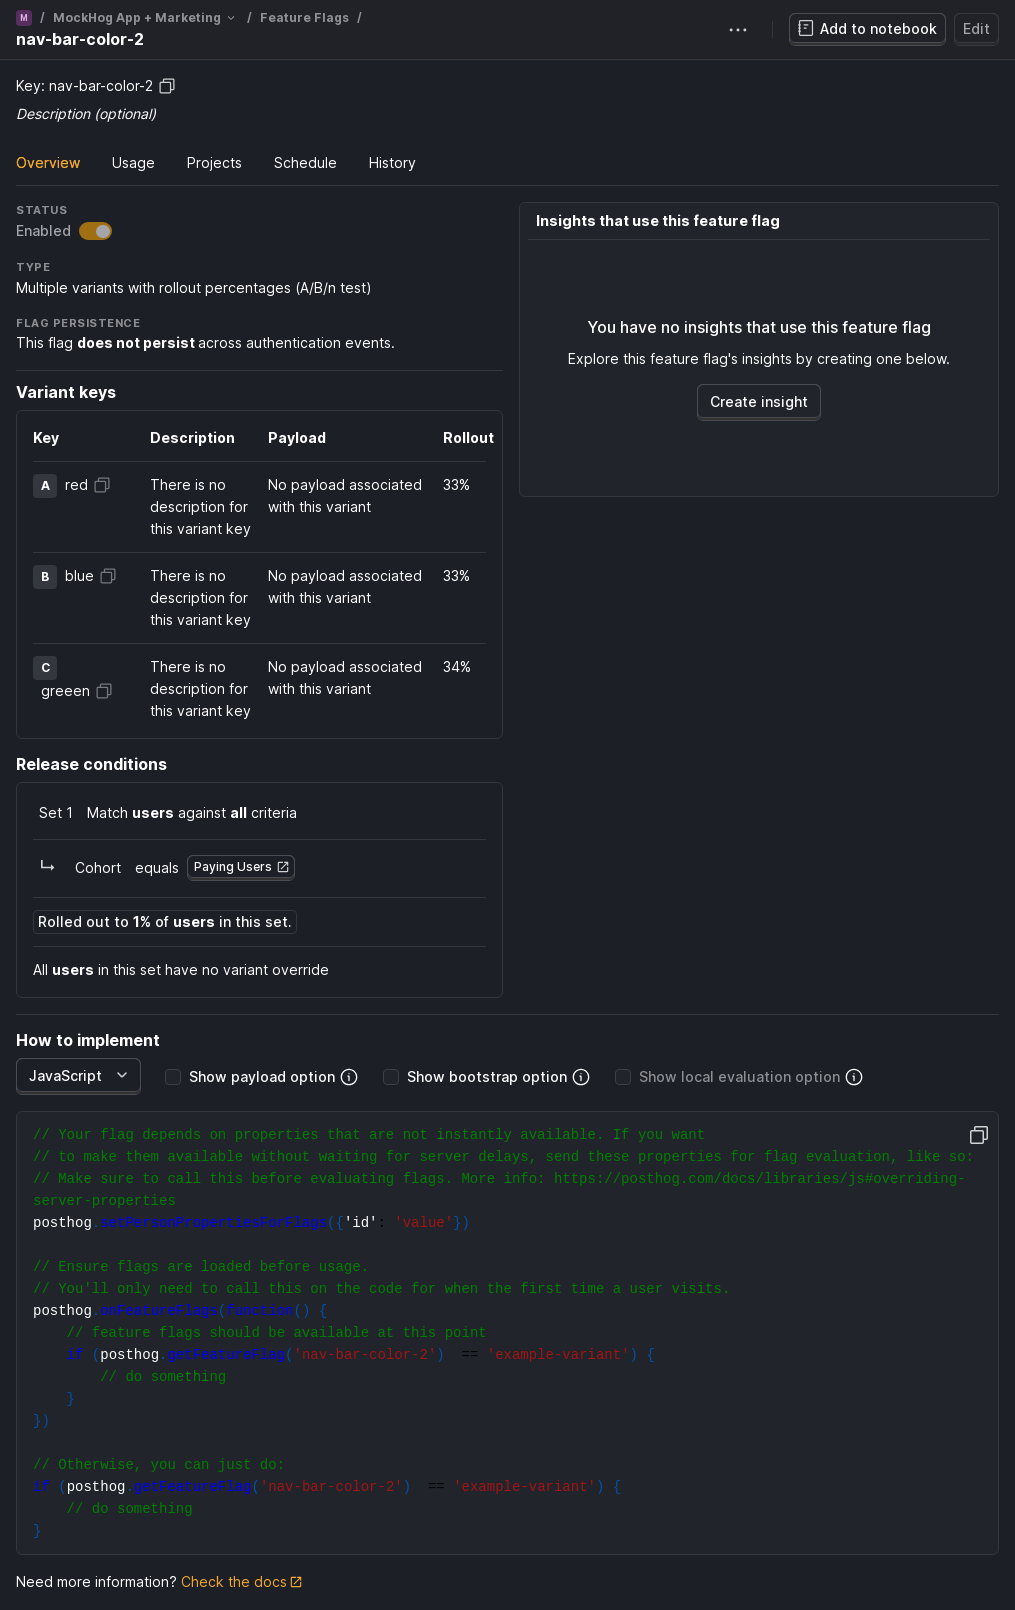 M / MockHog App + Marketing / Feature Flags /
nav-bar-color-2
Add to notebook
Edit
Key: nav-bar-color-2
Description (optional)
Overview Usage Projects Schedule History
STATUS
Enabled
TYPE
Multiple variants with rollout percentages (A/B/n test)
FLAG PERSISTENCE
This flag does not persist across authentication events.
Insights that use this feature flag
You have no insights that use this feature flag
Explore this feature flag's insights by creating one below.
Create insight
Variant keys
Key Description Payload Rollout
A red There is no No payload associated 33%
description for with this variant
this variant key
B blue There is no No payload associated 33%
description for with this variant
this variant key
C There is no No payload associated 34%
greeen description for with this variant
this variant key
Release conditions
Set 1 Match users against all criteria
Cohort equals Paying Users
Rolled out to 1% of users in this set.
All users in this set have no variant override
How to implement
JavaScript Show payload option Show bootstrap option Show local evaluation option
// Your flag depends on properties that are not instantly available. If you want
// to make them available without waiting for server delays, send these properties for flag evaluation, like so:
// Make sure to call this before evaluating flags. More info: https://posthog.com/docs/libraries/js#overriding-
server-properties
posthog.setPersonPropertiesForFlags({'id': 'value'})
// Ensure flags are loaded before usage.
// You'll only need to call this on the code for when the first time a user visits.
posthog.onFeatureFlags(function() {
// feature flags should be available at this point
if (posthog.getFeatureFlag('nav-bar-color-2')  == 'example-variant') {
// do something
}
})
// Otherwise, you can just do:
if (posthog.getFeatureFlag('nav-bar-color-2')  == 'example-variant') {
// do something
}
Need more information? Check the docs